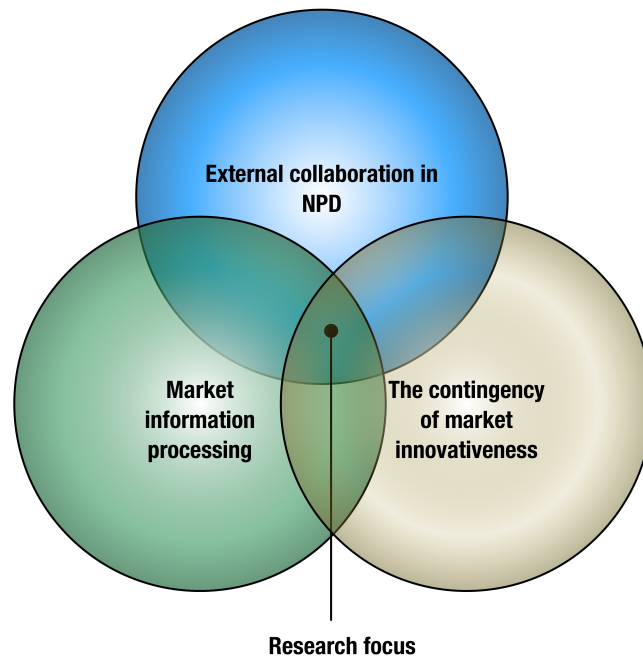 External collaboration in
NPD
Market
information
processing
The contingency
of market
innovativeness
Research focus